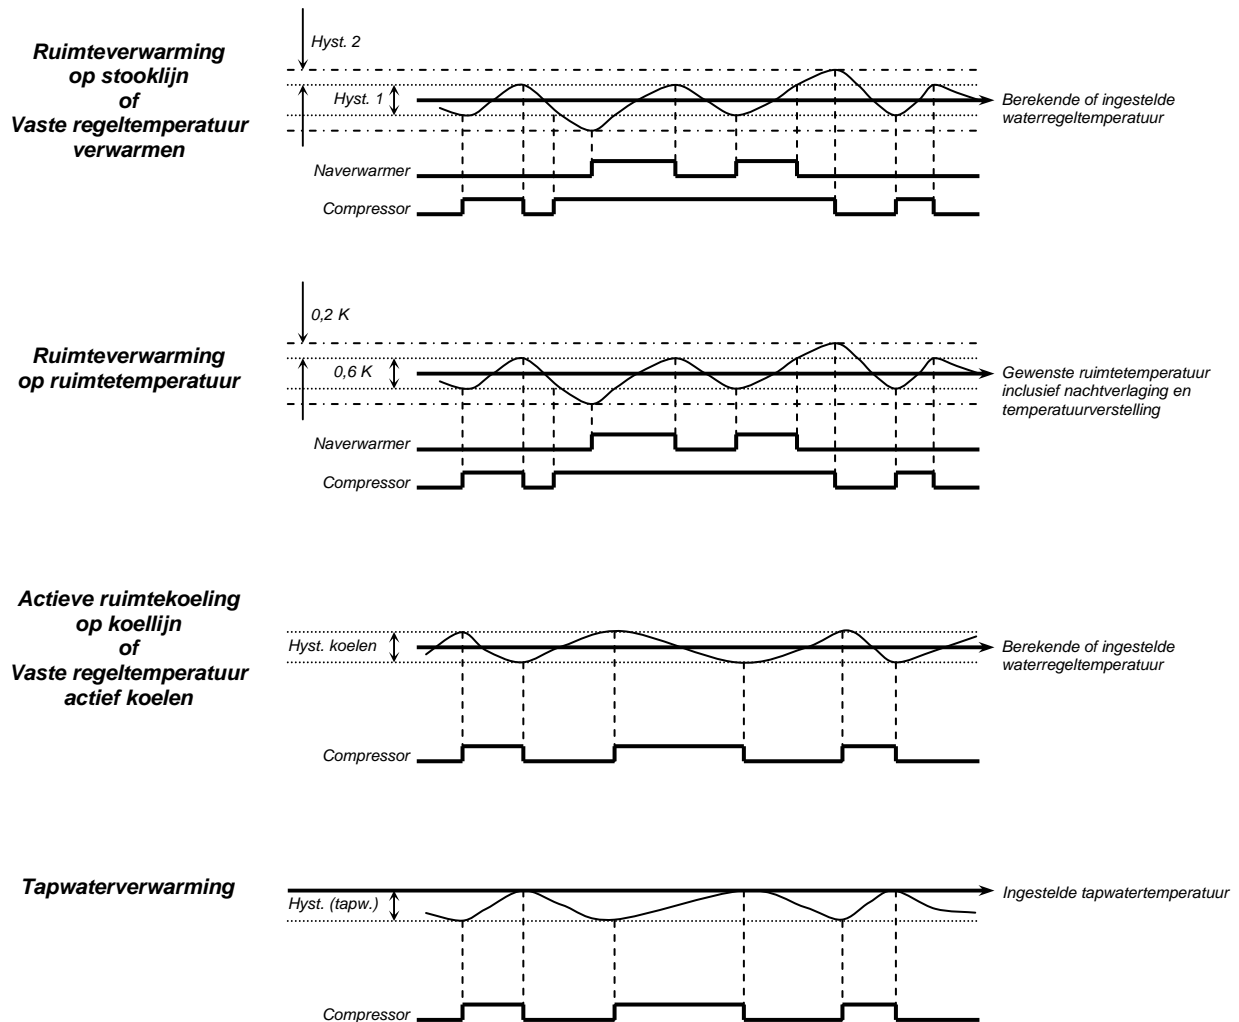 Ruimteverwarming
op stooklijn
of
Vaste regeltemperatuur
verwarmen
Hyst. 2
Hyst. 1
Berekende of ingestelde
waterregeltemperatuur
Naverwarmer
Compressor
Ruimteverwarming
op ruimtetemperatuur
0,2 K
0,6 K
Gewenste ruimtetemperatuur
inclusief nachtverlaging en
temperatuurverstelling
Naverwarmer
Compressor
Actieve ruimtekoeling
op koellijn
of
Vaste regeltemperatuur
actief koelen
Hyst. koelen
Berekende of ingestelde
waterregeltemperatuur
Compressor
Tapwaterverwarming
Hyst. (tapw.)
Ingestelde tapwatertemperatuur
Compressor